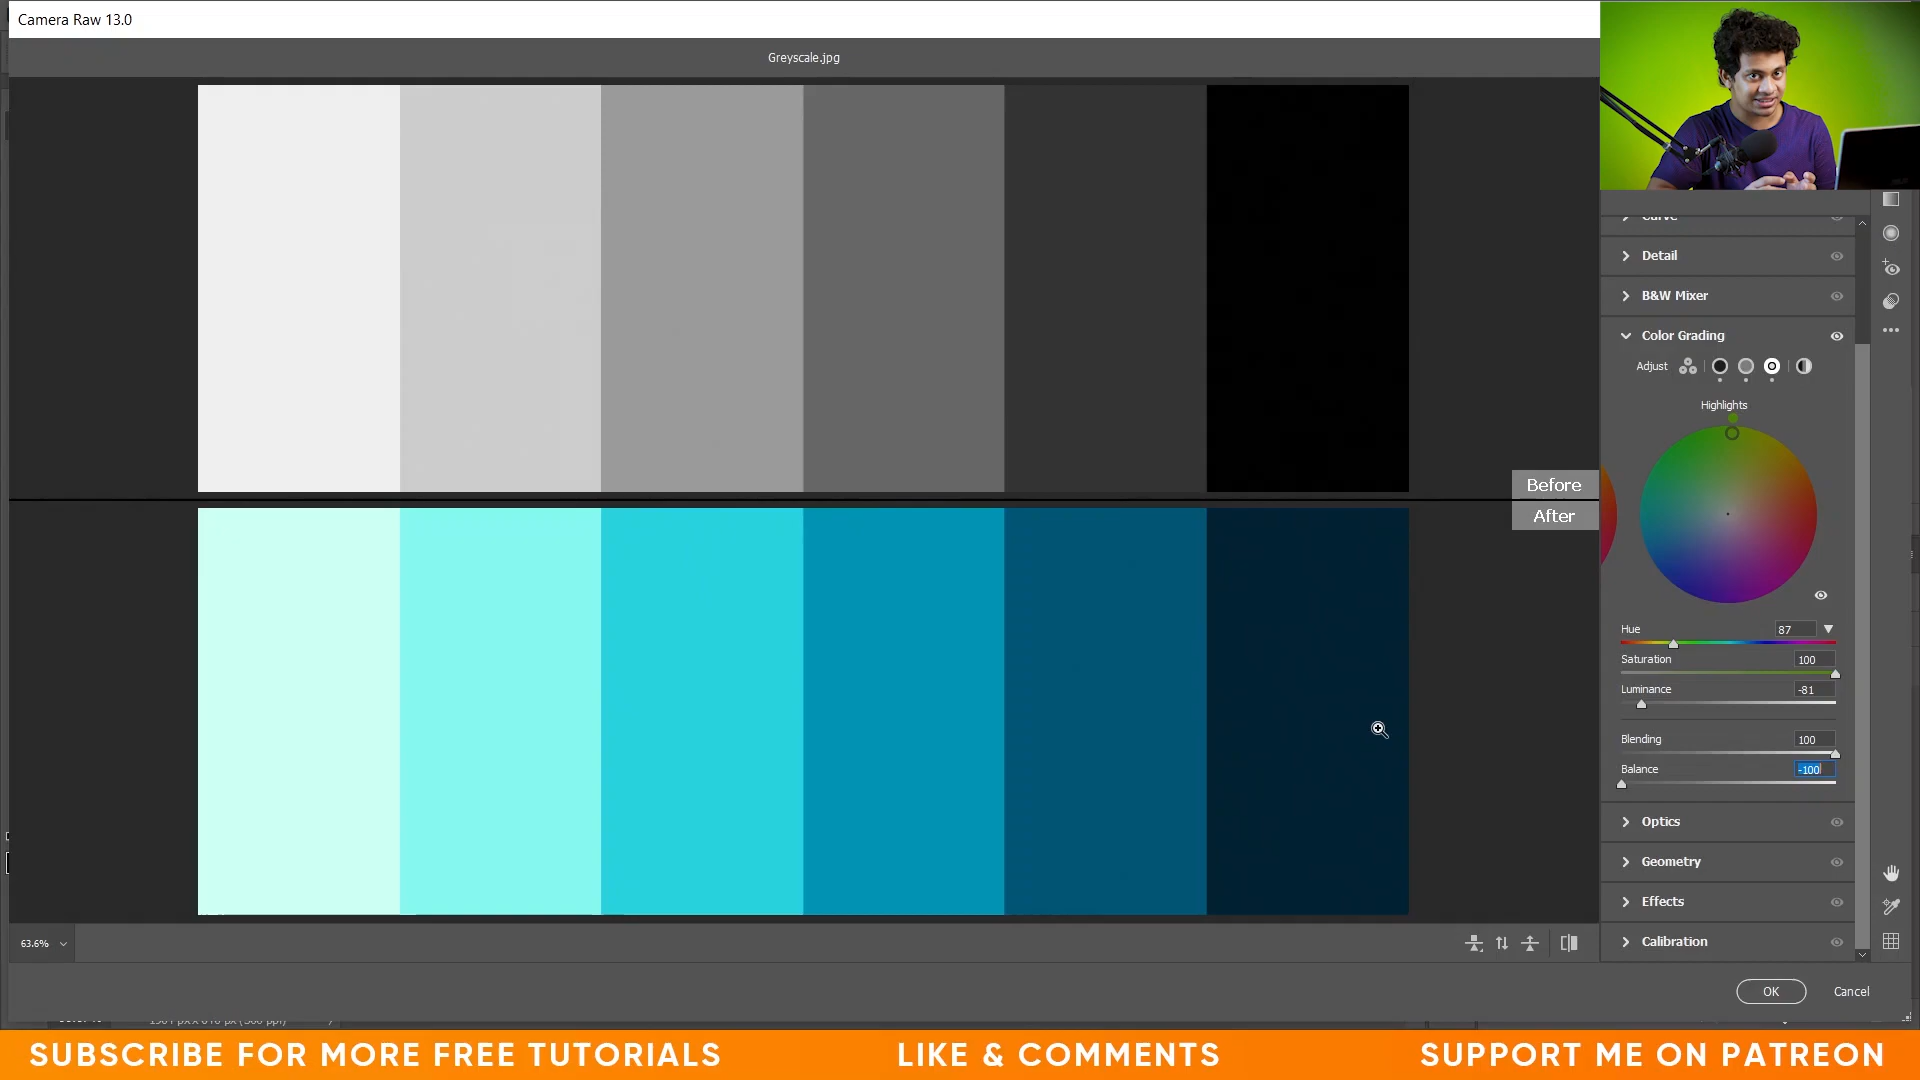 Camera Raw 13.0
Greyscale.jpg
Curve
Detail
B&W Mixer
Color Grading
Adjust
Highlights
Before
After
Hue 87
Saturation 100
Luminance -81
Blending 100
Balance -100
Optics
Geometry
Effects
Calibration
63.6%
OK Cancel
SUBSCRIBE FOR MORE FREE TUTORIALS LIKE & COMMENTS SUPPORT ME ON PATREON